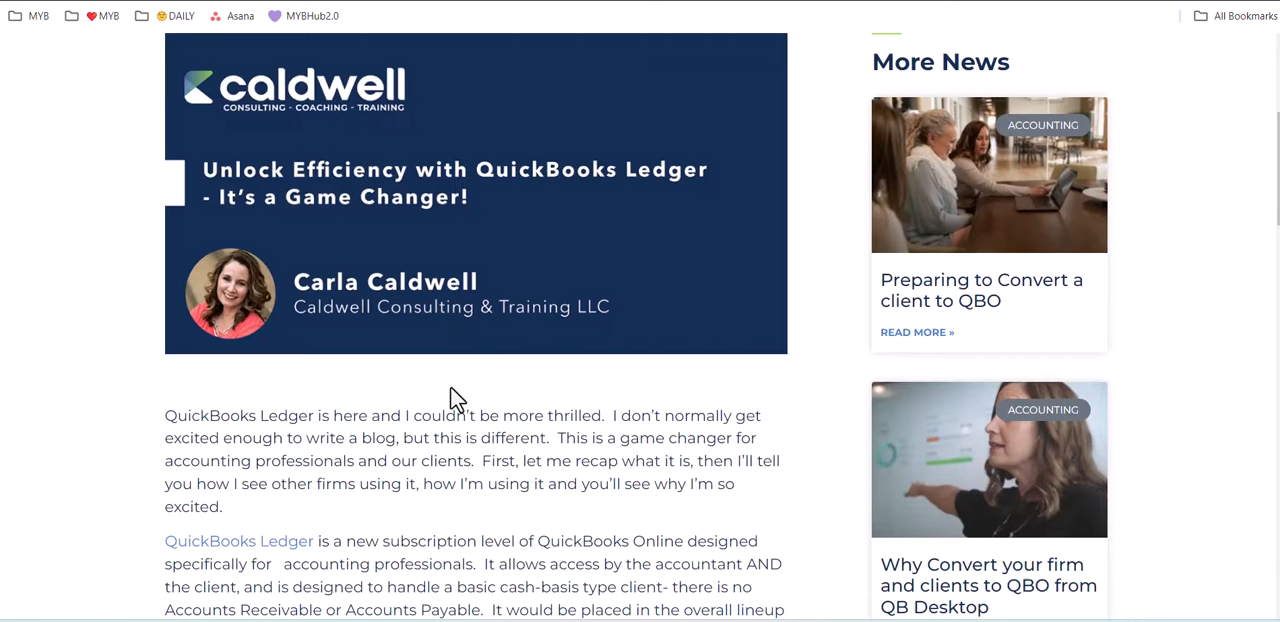 MYB
MYB
DAILY
Asana
MYBHub2.0
All Bookmarks
caldwell
CONSULTING - COACHING - TRAINING
Unlock Efficiency with QuickBooks Ledger
- It's a Game Changer!
Carla Caldwell
Caldwell Consulting & Training LLC
QuickBooks Ledger is here and I couldn't be more thrilled.  I don't normally get
excited enough to write a blog, but this is different.  This is a game changer for
accounting professionals and our clients.  First, let me recap what it is, then I'll tell
you how I see other firms using it, how I'm using it and you'll see why I'm so
excited.
QuickBooks Ledger is a new subscription level of QuickBooks Online designed
specifically for   accounting professionals.  It allows access by the accountant AND
the client, and is designed to handle a basic cash-basis type client- there is no
Accounts Receivable or Accounts Payable.  It would be placed in the overall lineup
More News
ACCOUNTING
Preparing to Convert a
client to QBO
READ MORE »
ACCOUNTING
Why Convert your firm
and clients to QBO from
QB Desktop